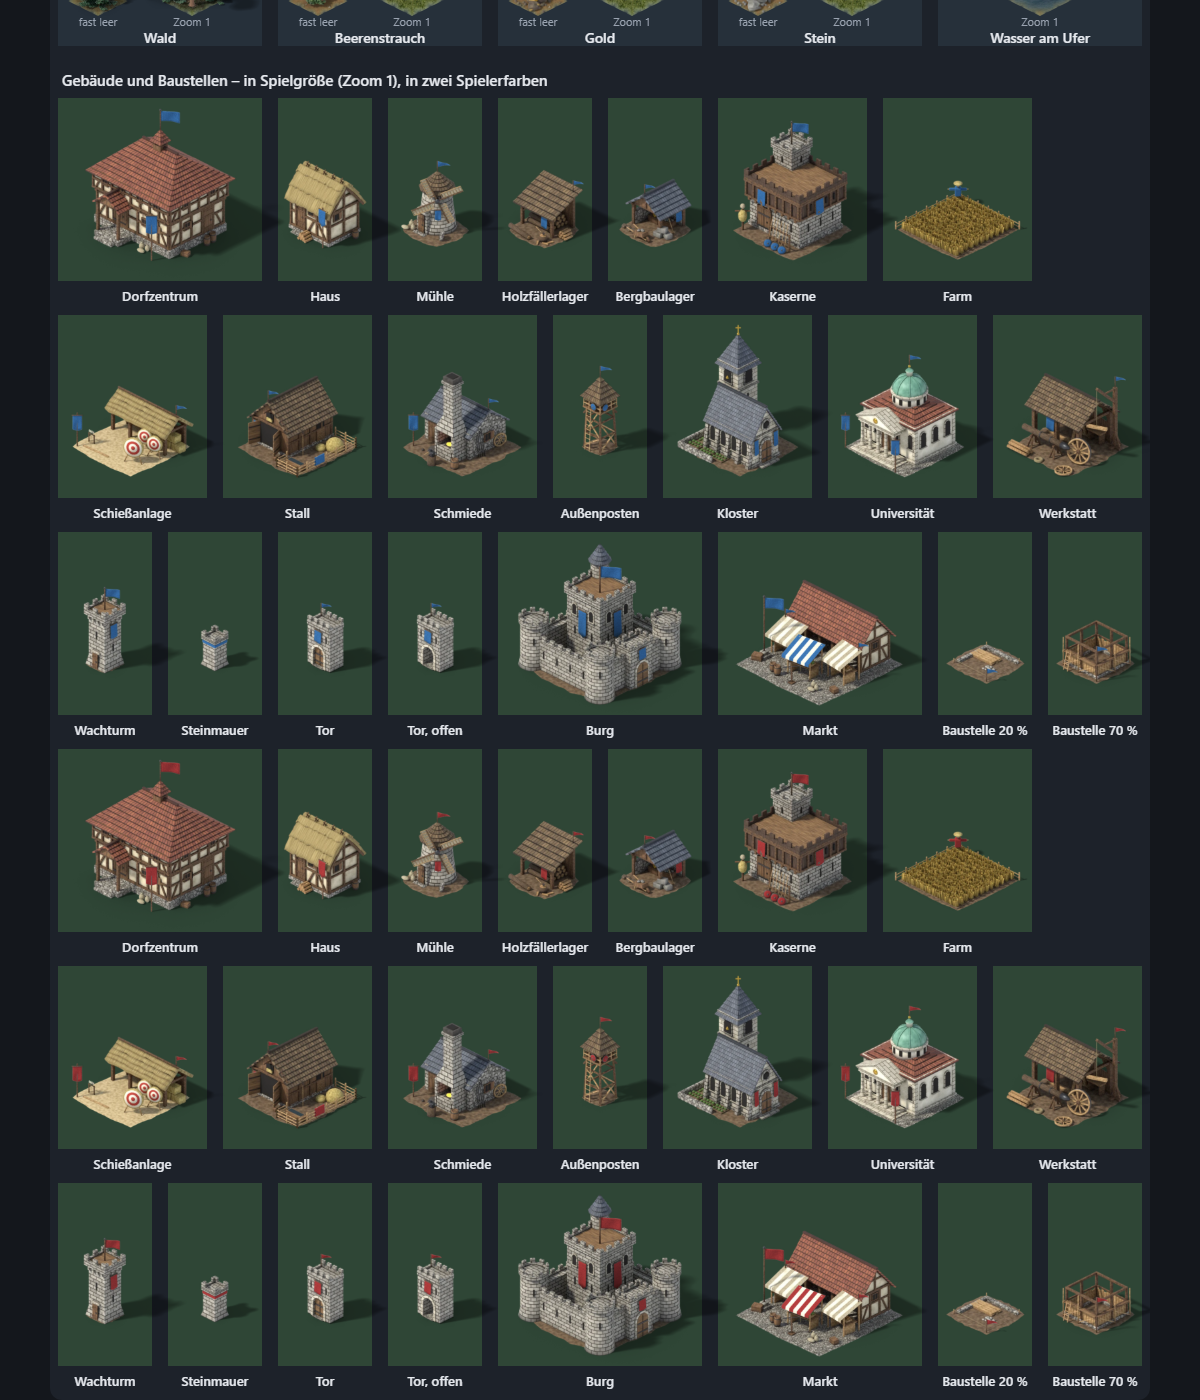 fast leer Zoom 1 fast leer Zoom 1 fast leer Zoom 1 fast leer Zoom 1 Zoom 1
Wald Beerenstrauch Gold Stein Wasser am Ufer
Gebäude und Baustellen – in Spielgröße (Zoom 1), in zwei Spielerfarben
Dorfzentrum Haus Mühle Holzfällerlager Bergbaulager Kaserne Farm
Schießanlage Stall Schmiede Außenposten Kloster Universität Werkstatt
Wachturm Steinmauer Tor Tor, offen Burg Markt Baustelle 20 % Baustelle 70 %
Dorfzentrum Haus Mühle Holzfällerlager Bergbaulager Kaserne Farm
Schießanlage Stall Schmiede Außenposten Kloster Universität Werkstatt
Wachturm Steinmauer Tor Tor, offen Burg Markt Baustelle 20 % Baustelle 70 %